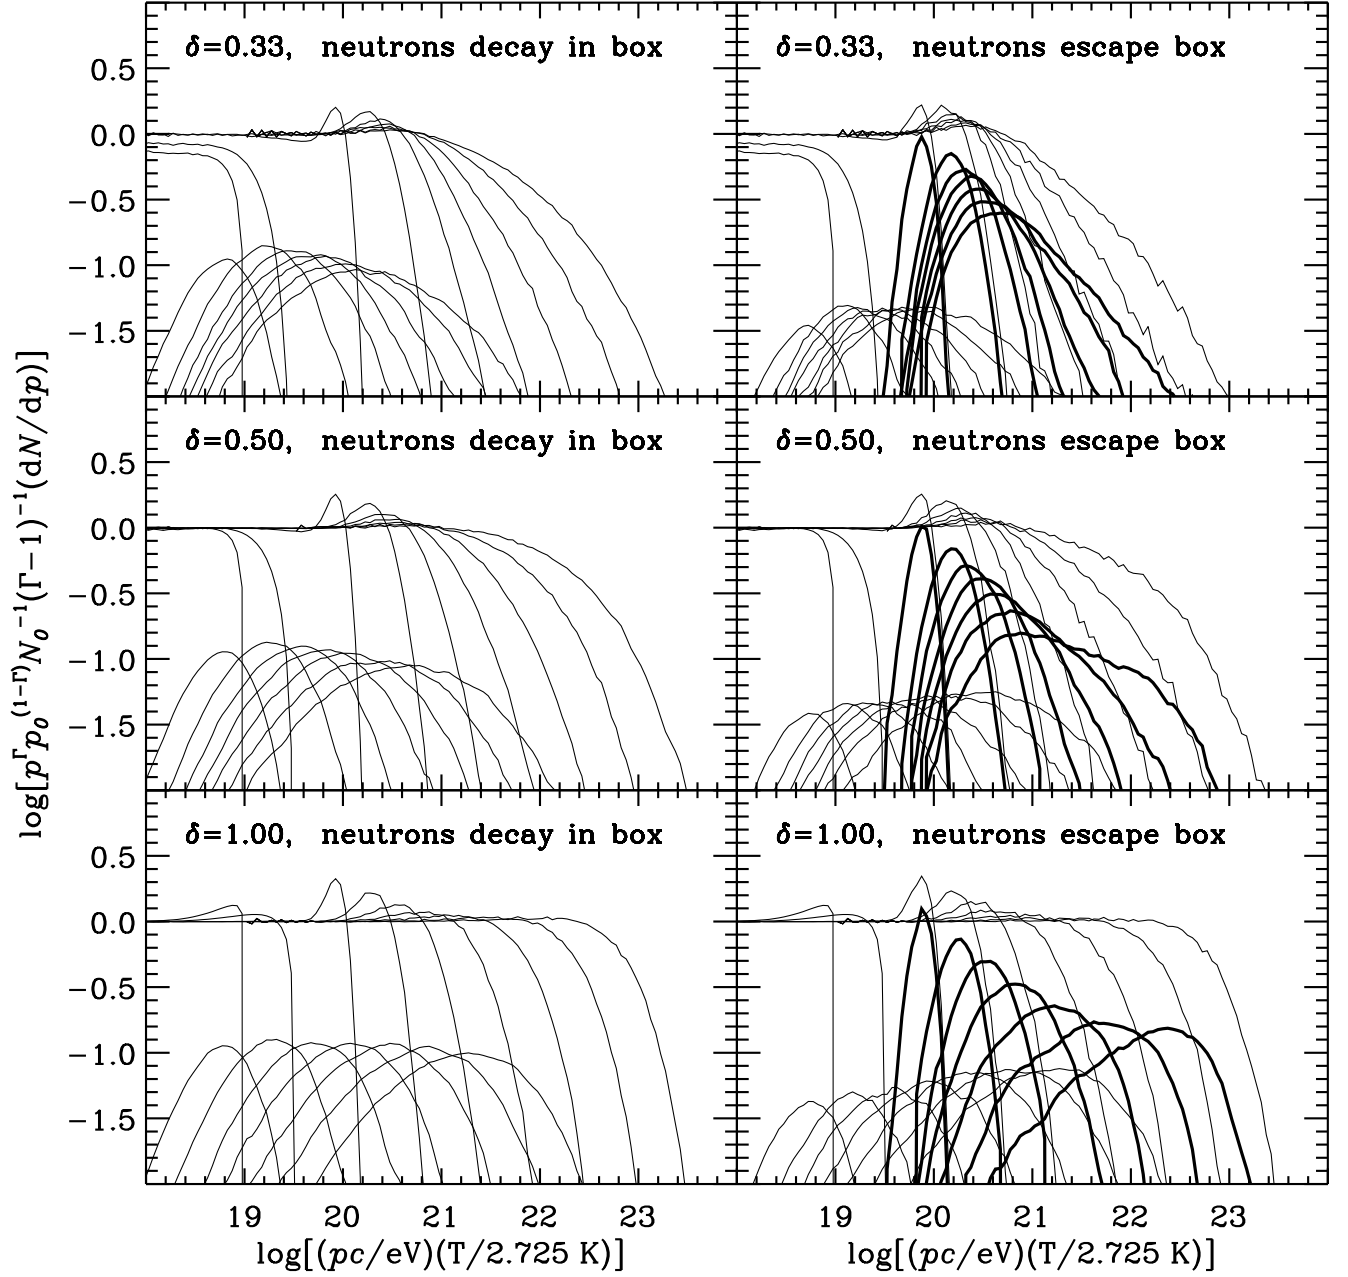 δ=0.33, neutrons decay in box
δ=0.33, neutrons escape box
0.5
0.0
−0.5
−1.0
−1.5
δ=0.50, neutrons decay in box
δ=0.50, neutrons escape box
0.5
0.0
−0.5
−1.0
−1.5
δ=1.00, neutrons decay in box
δ=1.00, neutrons escape box
0.5
0.0
−0.5
−1.0
−1.5
log[p^Γ p₀^(1−Γ) N₀^−1 (Γ−1)^−1 (dN/dp)]
19 20 21 22 23
19 20 21 22 23
log[(pc/eV)(T/2.725 K)]
log[(pc/eV)(T/2.725 K)]